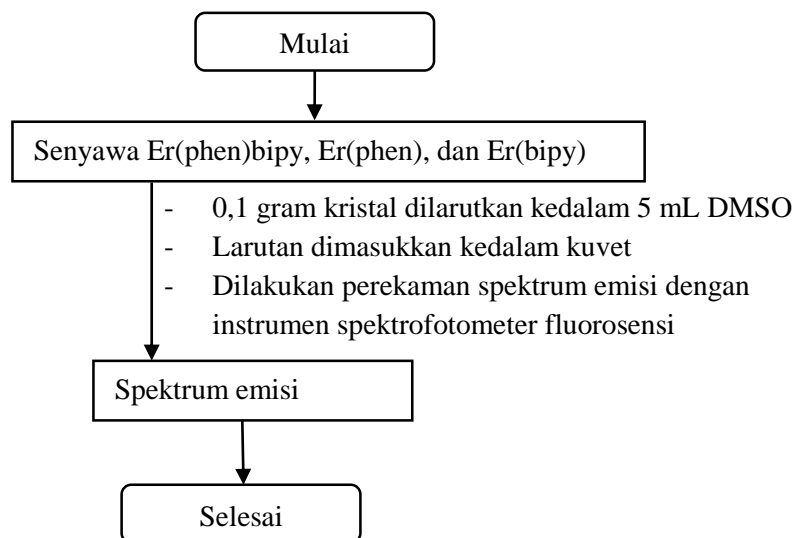 Mulai
Senyawa Er(phen)bipy, Er(phen), dan Er(bipy)
- 0,1 gram kristal dilarutkan kedalam 5 mL DMSO
- Larutan dimasukkan kedalam kuvet
- Dilakukan perekaman spektrum emisi dengan
instrumen spektrofotometer fluorosensi
Spektrum emisi
Selesai